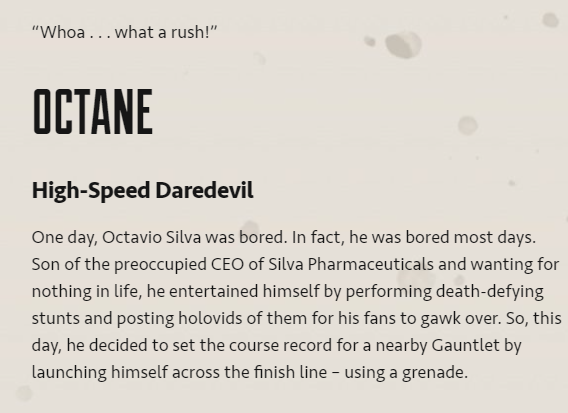 “Whoa . . . what a rush!”
OCTANE
High-Speed Daredevil
One day, Octavio Silva was bored. In fact, he was bored most days.
Son of the preoccupied CEO of Silva Pharmaceuticals and wanting for
nothing in life, he entertained himself by performing death-defying
stunts and posting holovids of them for his fans to gawk over. So, this
day, he decided to set the course record for a nearby Gauntlet by
launching himself across the finish line – using a grenade.